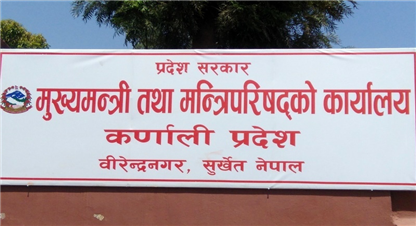 प्रदेश सरकार
मुख्यमन्त्री तथा मन्त्रिपरिषद्को कार्यालय
कर्णाली प्रदेश
वीरेन्द्रनगर, सुर्खेत नेपाल